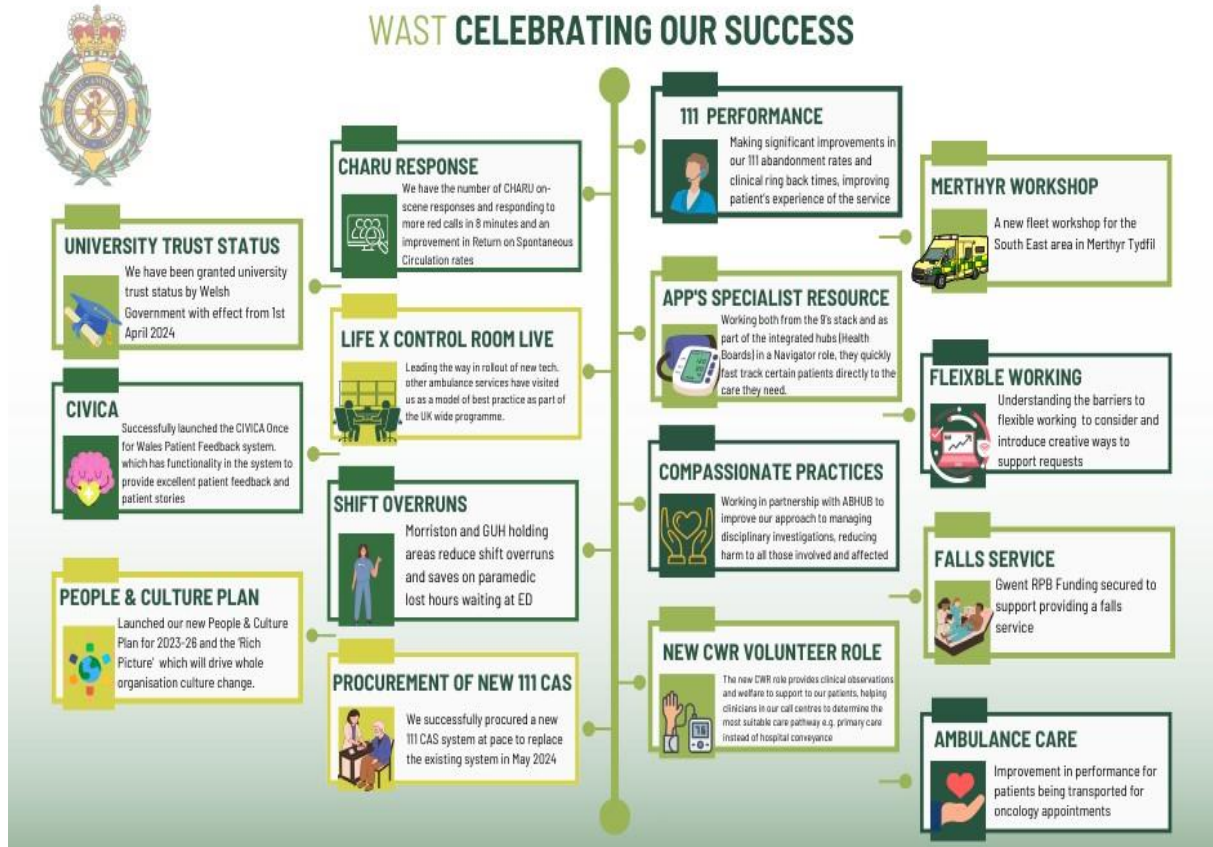 WAST CELEBRATING OUR SUCCESS
UNIVERSITY TRUST STATUS
We have been granted university
trust status by Welsh
Government with effect from 1st
April 2024
CIVICA
Successfully launched the CIVICA Once
for Wales Patient Feedback system.
which has functionality in the system to
provide excellent patient feedback and
patient stories
PEOPLE & CULTURE PLAN
Launched our new People & Culture
Plan for 2023-26 and the 'Rich
Picture' which will drive whole
organisation culture change.
CHARU RESPONSE
We have the number of CHARU on-
scene responses and responding to
more red calls in 8 minutes and an
improvement in Return on Spontaneous
Circulation rates
LIFE X CONTROL ROOM LIVE
Leading the way in rollout of new tech.
other ambulance services have visited
us as a model of best practice as part of
the UK wide programme.
SHIFT OVERRUNS
Morriston and GUH holding
areas reduce shift overruns
and saves on paramedic
lost hours waiting at ED
PROCUREMENT OF NEW 111 CAS
We successfully procured a new
111 CAS system at pace to replace
the existing system in May 2024
111 PERFORMANCE
Making significant improvements in
our 111 abandonment rates and
clinical ring back times, improving
patient's experience of the service
APP'S SPECIALIST RESOURCE
Working both from the 9's stack and as
part of the integrated hubs (Health
Boards) in a Navigator role, they quickly
fast track certain patients directly to the
care they need.
COMPASSIONATE PRACTICES
Working in partnership with ABHUB to
improve our approach to managing
disciplinary investigations, reducing
harm to all those involved and affected
NEW CWR VOLUNTEER ROLE
The new CWR role provides clinical observations
and welfare to support to our patients, helping
clinicians in our call centres to determine the
most suitable care pathway e.g. primary care
instead of hospital conveyance
MERTHYR WORKSHOP
A new fleet workshop for the
South East area in Merthyr Tydfil
FLEIXBLE WORKING
Understanding the barriers to
flexible working to consider and
introduce creative ways to
support requests
FALLS SERVICE
Gwent RPB Funding secured to
support providing a falls
service
AMBULANCE CARE
Improvement in performance for
patients being transported for
oncology appointments